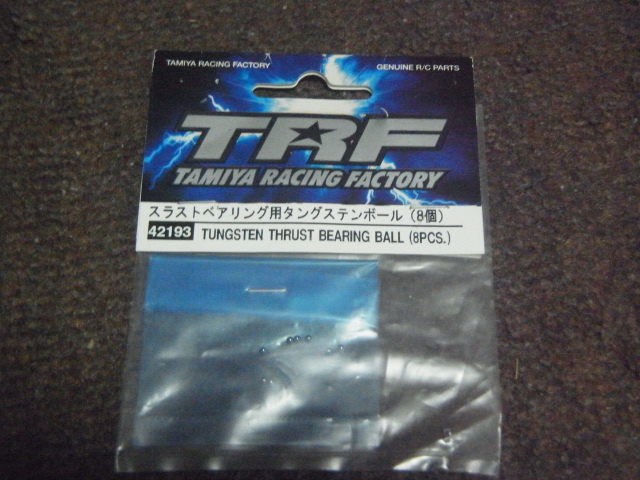 TAMIYA RACING FACTORY
GENUINE R/C PARTS
TRF
TAMIYA RACING FACTORY
スラストベアリング用タングステンボール（8個）
42193 TUNGSTEN THRUST BEARING BALL (8PCS.)